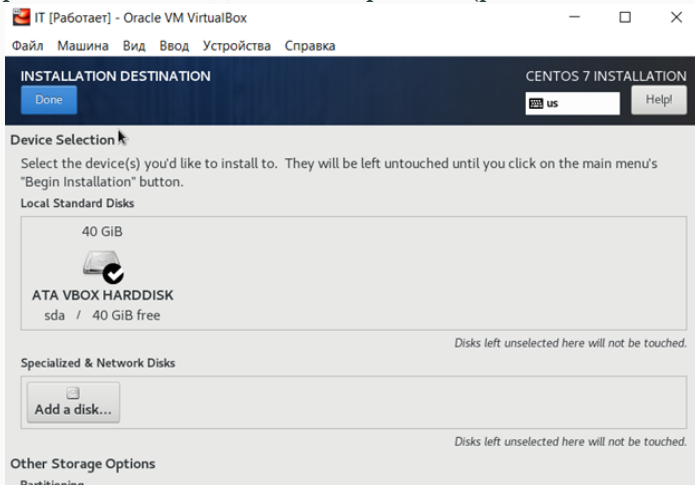 IT [Работает] - Oracle VM VirtualBox
Файл Машина Вид Ввод Устройства Справка
INSTALLATION DESTINATION
CENTOS 7 INSTALLATION
Done
us
Help!
Device Selection
Select the device(s) you'd like to install to. They will be left untouched until you click on the main menu's
"Begin Installation" button.
Local Standard Disks
40 GiB
ATA VBOX HARDDISK
sda / 40 GiB free
Disks left unselected here will not be touched.
Specialized & Network Disks
Add a disk...
Disks left unselected here will not be touched.
Other Storage Options
Partitioning